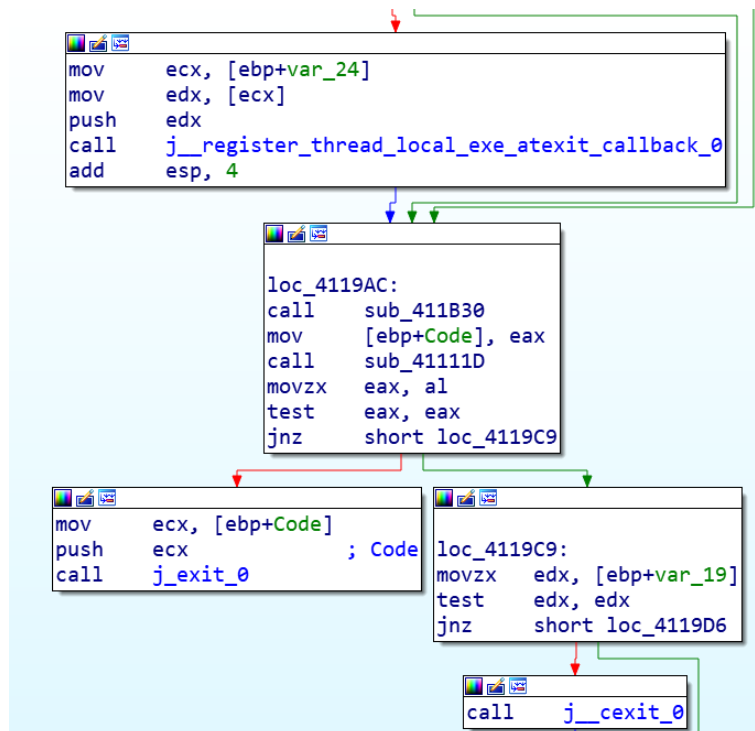 mov ecx, [ebp+var_24]
mov edx, [ecx]
push edx
call j__register_thread_local_exe_atexit_callback_0
add esp, 4
loc_4119AC:
call sub_411B30
mov [ebp+Code], eax
call sub_41111D
movzx eax, al
test eax, eax
jnz short loc_4119C9
mov ecx, [ebp+Code]
push ecx ; Code
call j_exit_0
loc_4119C9:
movzx edx, [ebp+var_19]
test edx, edx
jnz short loc_4119D6
call j__cexit_0